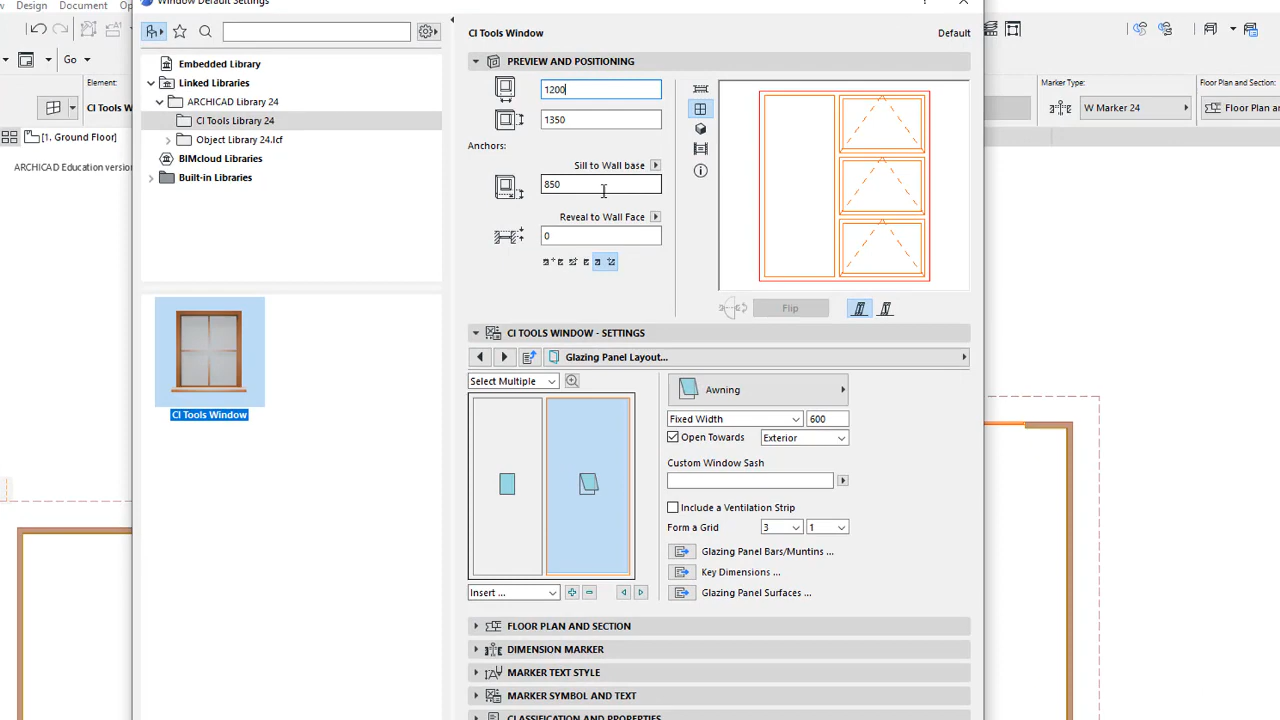 Window Default Settings
Design
Document
Go
Element:
CI Tools W
[1. Ground Floor]
ARCHICAD Education version
Embedded Library
Linked Libraries
ARCHICAD Library 24
CI Tools Library 24
Object Library 24.lcf
BIMcloud Libraries
Built-in Libraries
CI Tools Window
CI Tools Window
Default
PREVIEW AND POSITIONING
1200
1350
Anchors:
Sill to Wall base
850
Reveal to Wall Face
0
Flip
CI TOOLS WINDOW - SETTINGS
Glazing Panel Layout...
Select Multiple
Awning
Fixed Width
600
Open Towards
Exterior
Custom Window Sash
Include a Ventilation Strip
Form a Grid
3
1
Glazing Panel Bars/Muntins ...
Key Dimensions ...
Glazing Panel Surfaces ...
Insert ...
FLOOR PLAN AND SECTION
DIMENSION MARKER
MARKER TEXT STYLE
MARKER SYMBOL AND TEXT
CLASSIFICATION AND PROPERTIES
Marker Type:
W Marker 24
Floor Plan and Section
Floor Plan an